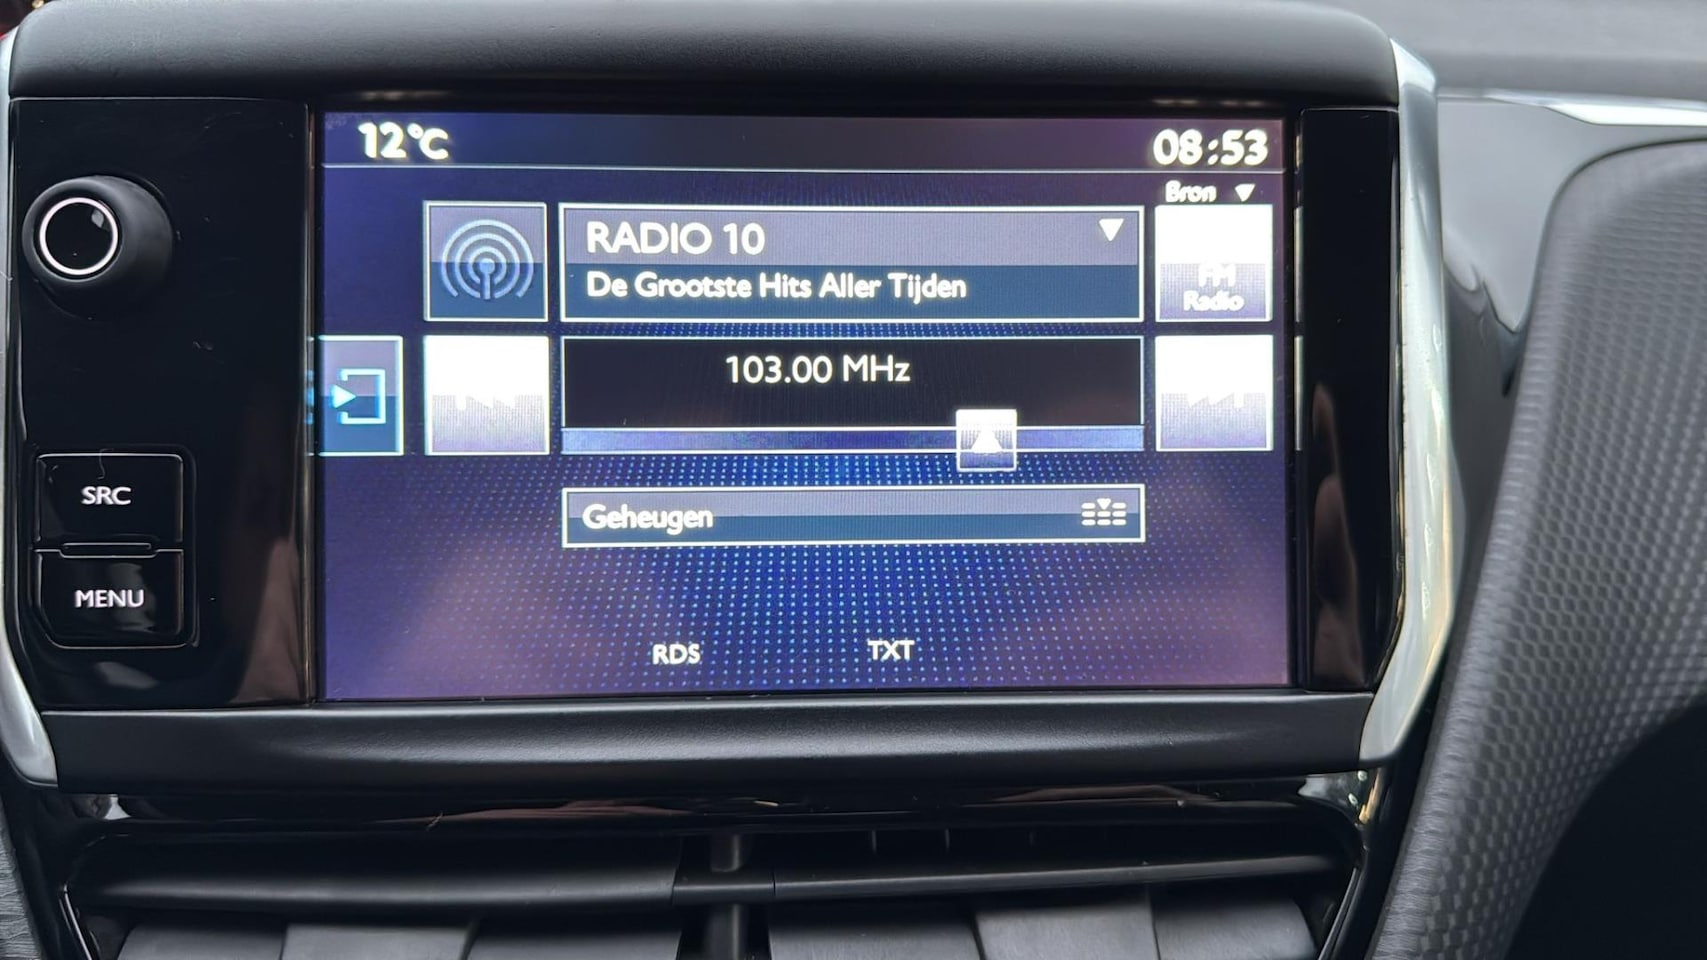 12°C
08:53
Bron
RADIO 10
De Grootste Hits Aller Tijden
FM
Radio
103.00 MHz
SRC
Geheugen
MENU
RDS
TXT